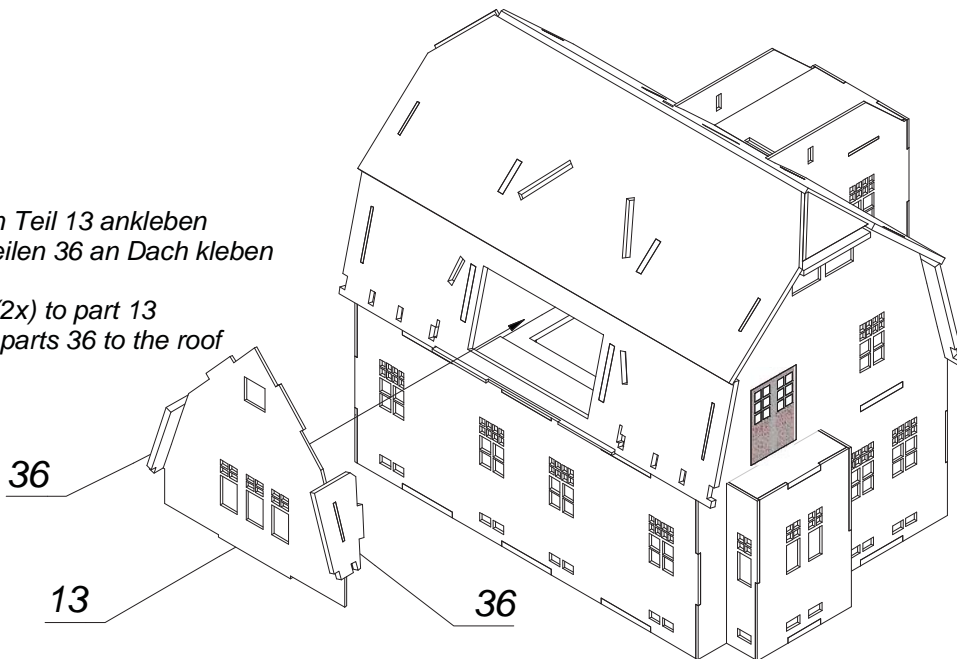 Teil 13 ankleben
36 an Dach kleben
(2x) to part 13
parts 36 to the roof
36
13
36